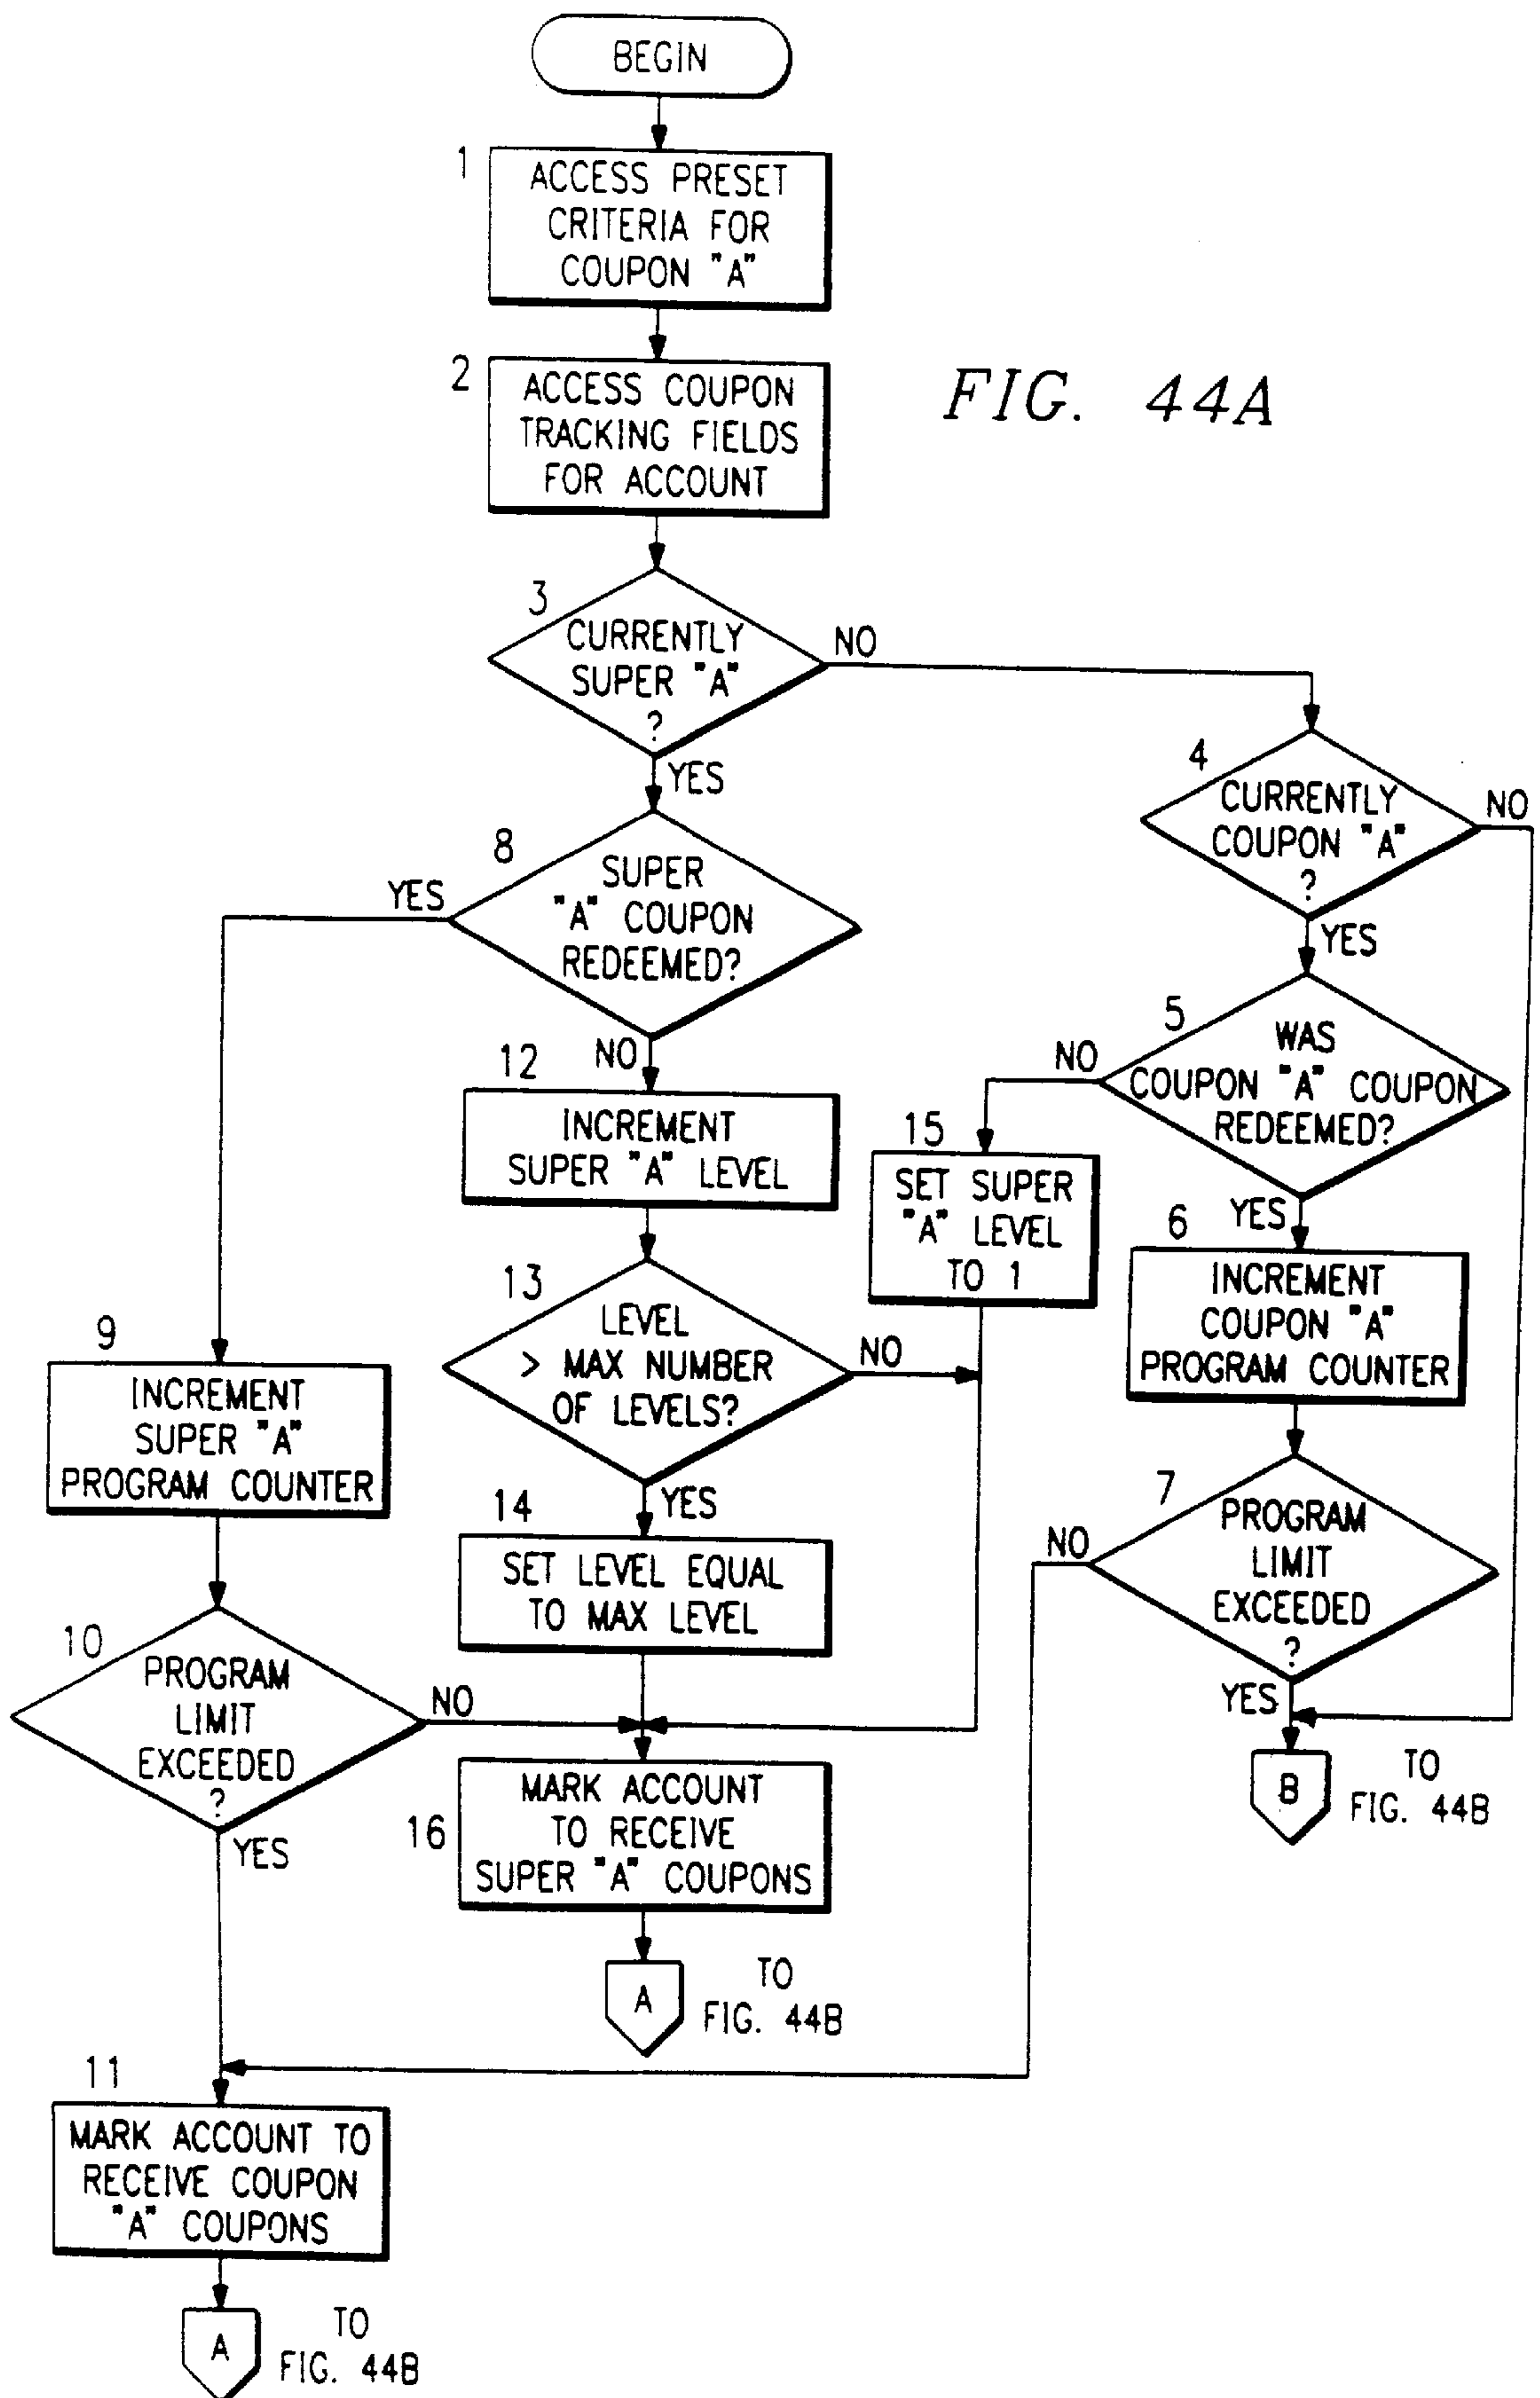 BEGIN
1
ACCESS PRESET
CRITERIA FOR
COUPON "A"
2
ACCESS COUPON
TRACKING FIELDS
FOR ACCOUNT
FIG. 44A
3
CURRENTLY
SUPER "A"
?
NO
YES
4
CURRENTLY
COUPON "A"
?
NO
YES
8
SUPER
"A" COUPON
REDEEMED?
YES
NO
5
WAS
COUPON "A" COUPON
REDEEMED?
NO
YES
12
INCREMENT
SUPER "A" LEVEL
15
SET SUPER
"A" LEVEL
TO 1
6
INCREMENT
COUPON "A"
PROGRAM COUNTER
13
LEVEL
> MAX NUMBER
OF LEVELS?
NO
YES
9
INCREMENT
SUPER "A"
PROGRAM COUNTER
7
PROGRAM
LIMIT
EXCEEDED
?
NO
YES
14
SET LEVEL EQUAL
TO MAX LEVEL
10
PROGRAM
LIMIT
EXCEEDED
?
NO
YES
16
MARK ACCOUNT
TO RECEIVE
SUPER "A" COUPONS
B
TO
FIG. 44B
A
TO
FIG. 44B
11
MARK ACCOUNT TO
RECEIVE COUPON
"A" COUPONS
A
TO
FIG. 44B